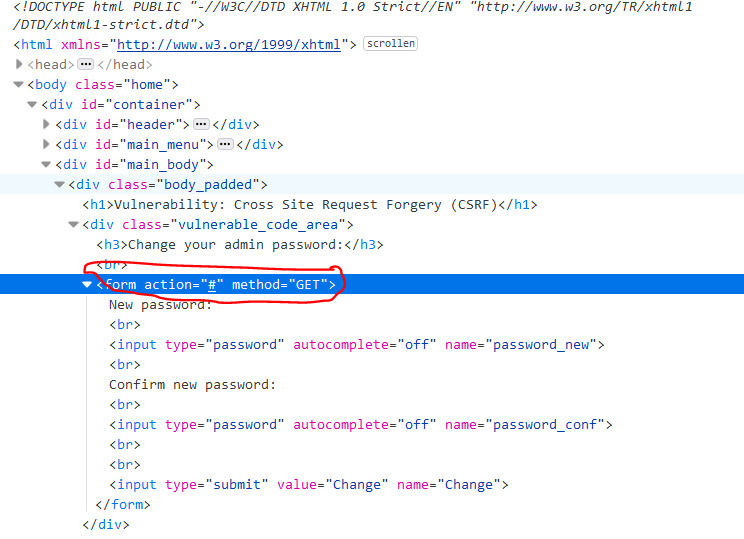 <!DOCTYPE html PUBLIC "-//W3C//DTD XHTML 1.0 Strict//EN" "http://www.w3.org/TR/xhtml1
/DTD/xhtml1-strict.dtd">
<html xmlns="http://www.w3.org/1999/xhtml"> scrollen
<head> ••• </head>
<body class="home">
<div id="container">
<div id="header"> ••• </div>
<div id="main_menu"> ••• </div>
<div id="main_body">
<div class="body_padded">
<h1>Vulnerability: Cross Site Request Forgery (CSRF)</h1>
<div class="vulnerable_code_area">
<h3>Change your admin password:</h3>
<br>
<form action="#" method="GET">
New password:
<br>
<input type="password" autocomplete="off" name="password_new">
<br>
Confirm new password:
<br>
<input type="password" autocomplete="off" name="password_conf">
<br>
<br>
<input type="submit" value="Change" name="Change">
</form>
</div>